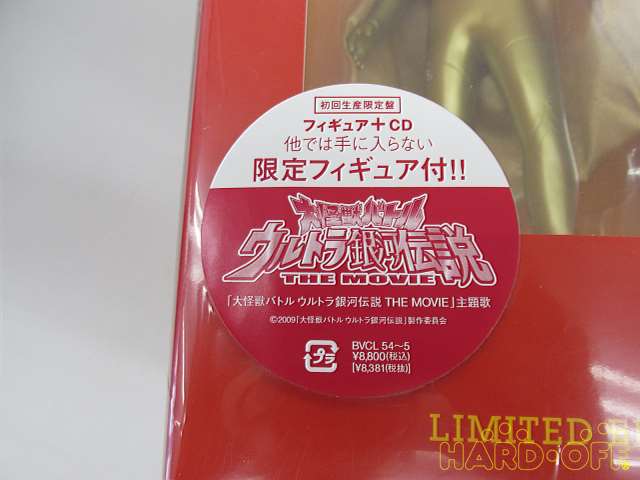 初回生産限定盤
フィギュア+CD
他では手に入らない
限定フィギュア付!!
大怪獣バトル
ウルトラ銀河伝説
THE MOVIE
「大怪獣バトル ウルトラ銀河伝説 THE MOVIE」主題歌
©2009「大怪獣バトル ウルトラ銀河伝説」製作委員会
プラ
BVCL 54〜5
¥8,800(税込)
[¥8,381(税抜)]
LIMITED
HARD·OFF